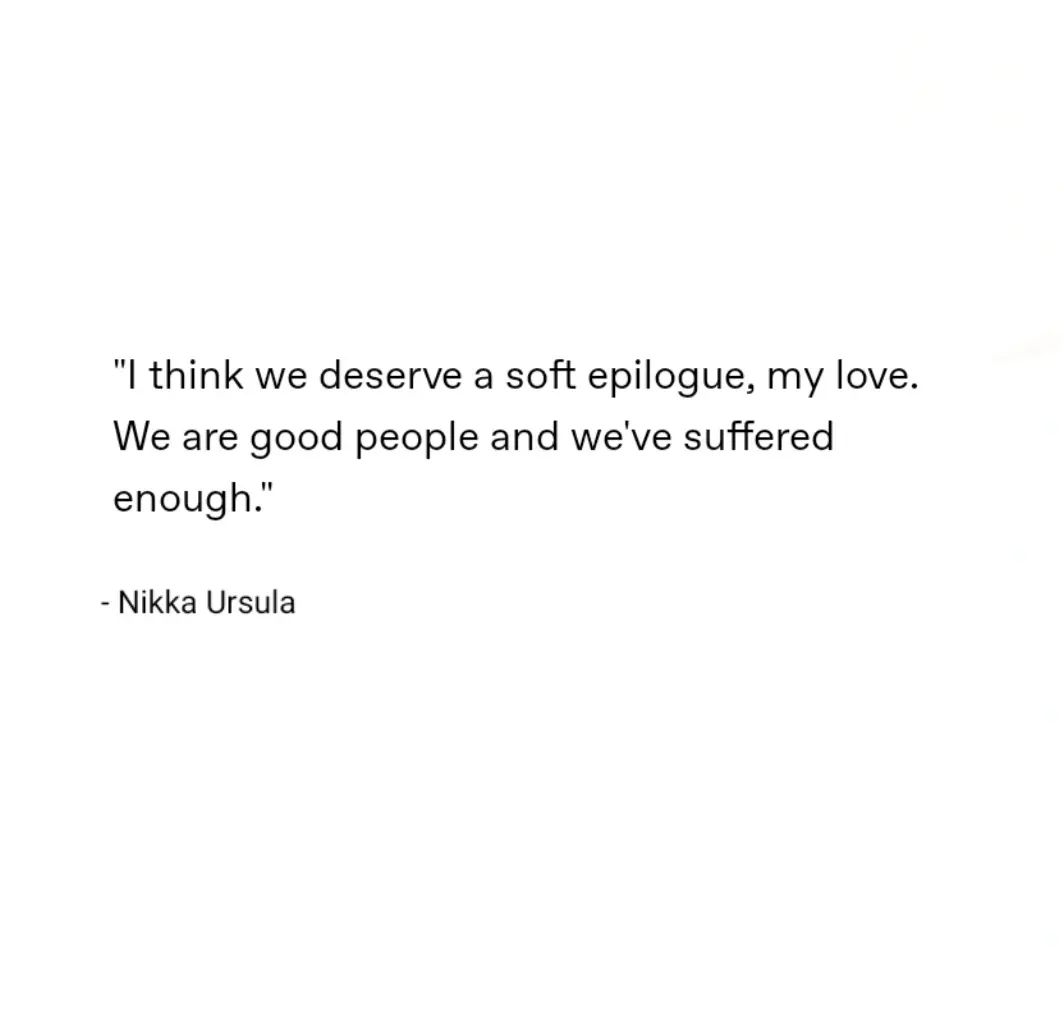 "I think we deserve a soft epilogue, my love.
We are good people and we've suffered
enough."
- Nikka Ursula